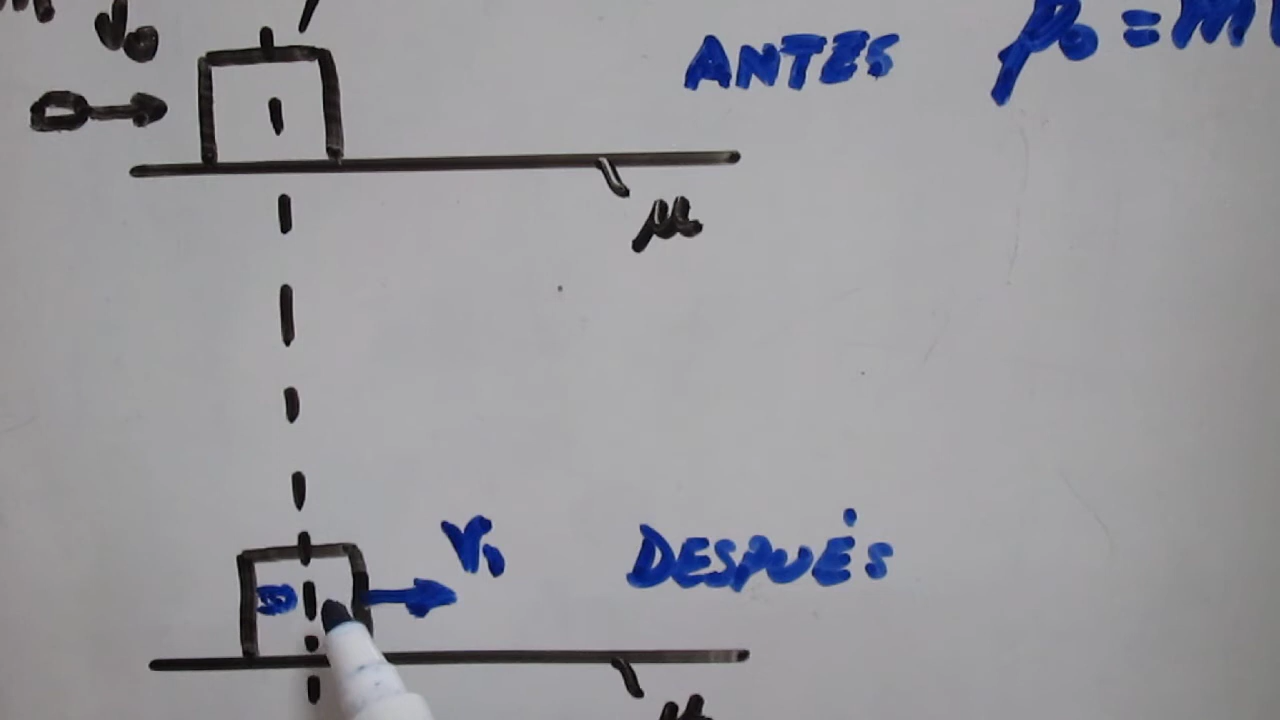 m v₀
ANTES
p₀ = m
μ
v₁
DESPUÉS
μ